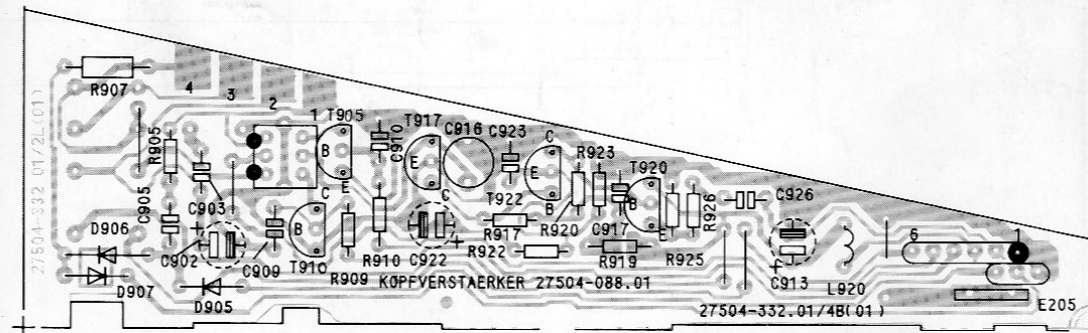 R907
4
3
2
1
T905
T917
C916
C923
C910
R905
B
E
C
E
C
E
B
R923
T920
B
E
C905
C903
C902
C909
B
C
T910
R909
R910
C
C922
T922
R917
R922
R920
C917
R919
R925
R926
C926
C913
L920
6
1
E205
D906
D907
D905
KOPFVERSTAERKER 27504-088.01
27504-332.01/4B(01)
27504-332 01/2L(01)